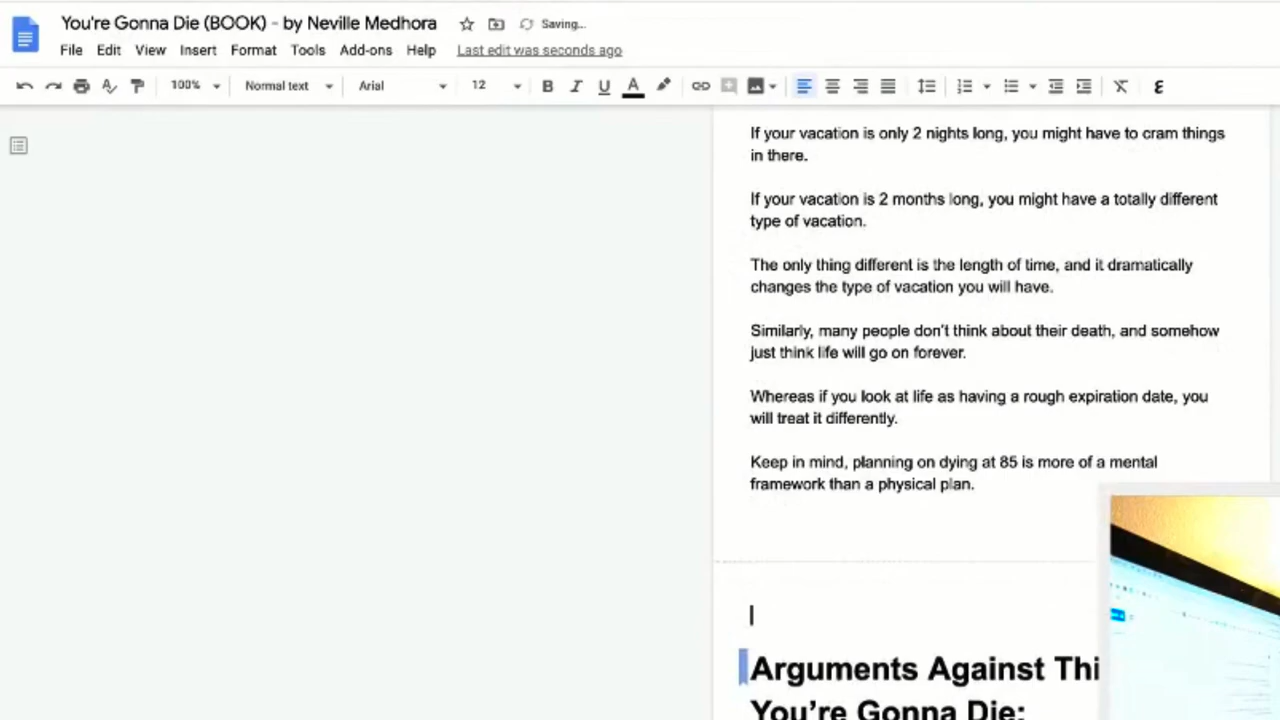 You're Gonna Die (BOOK) - by Neville Medhora
Saving...
File Edit View Insert Format Tools Add-ons Help Last edit was seconds ago
100% Normal text Arial 12 B I U A
If your vacation is only 2 nights long, you might have to cram things
in there.
If your vacation is 2 months long, you might have a totally different
type of vacation.
The only thing different is the length of time, and it dramatically
changes the type of vacation you will have.
Similarly, many people don't think about their death, and somehow
just think life will go on forever.
Whereas if you look at life as having a rough expiration date, you
will treat it differently.
Keep in mind, planning on dying at 85 is more of a mental
framework than a physical plan.
Arguments Against Thi
You're Gonna Die: